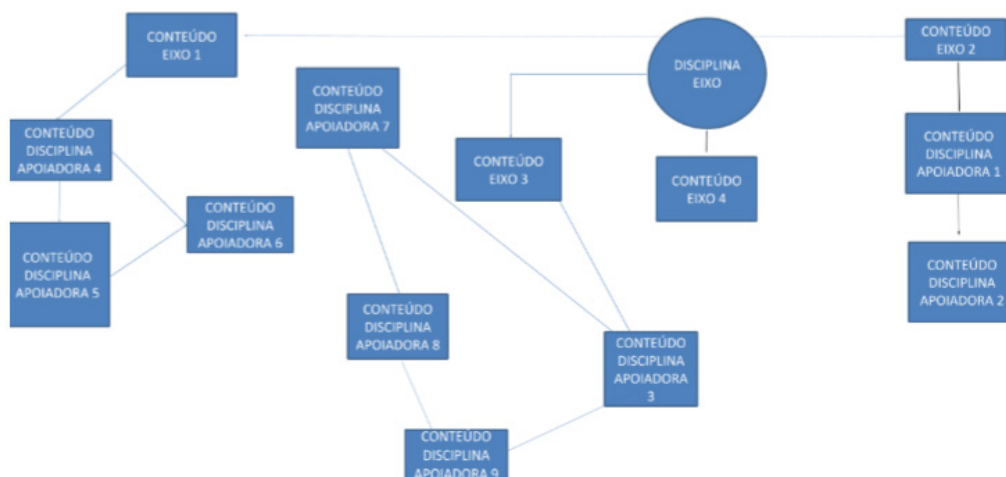 CONTEÚDO
EIXO 1
CONTEÚDO
EIXO 2
DISCIPLINA
EIXO
CONTEÚDO
DISCIPLINA
APOIADORA 7
CONTEÚDO
DISCIPLINA
APOIADORA 4
CONTEÚDO
DISCIPLINA
APOIADORA 1
CONTEÚDO
EIXO 3
CONTEÚDO
EIXO 4
CONTEÚDO
DISCIPLINA
APOIADORA 6
CONTEÚDO
DISCIPLINA
APOIADORA 5
CONTEÚDO
DISCIPLINA
APOIADORA 2
CONTEÚDO
DISCIPLINA
APOIADORA 8
CONTEÚDO
DISCIPLINA
APOIADORA
3
CONTEÚDO
DISCIPLINA
APOIADORA 9